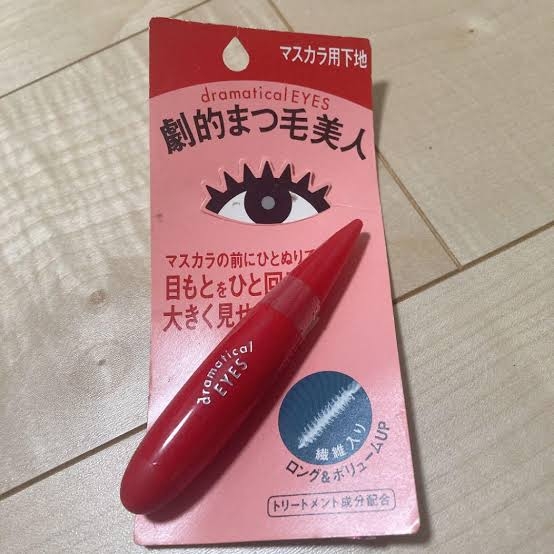 マスカラ用下地
dramatical EYES
劇的まつ毛美人
マスカラの前にひとぬりで
目もとをひと回
大きく見せ
dramatical
EYES
繊維入り
ロング&ボリュームUP
トリートメント成分配合